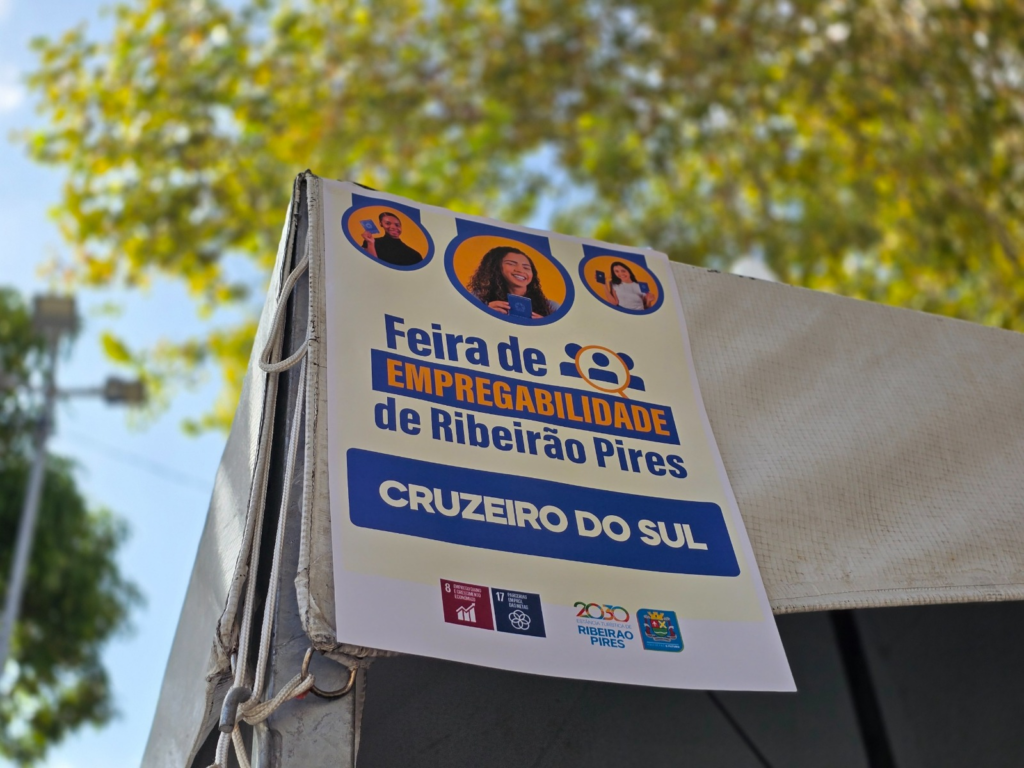 Feira de
EMPREGABILIDADE
de Ribeirão Pires
CRUZEIRO DO SUL
8
17
2030
RIBEIRÃO
PIRES